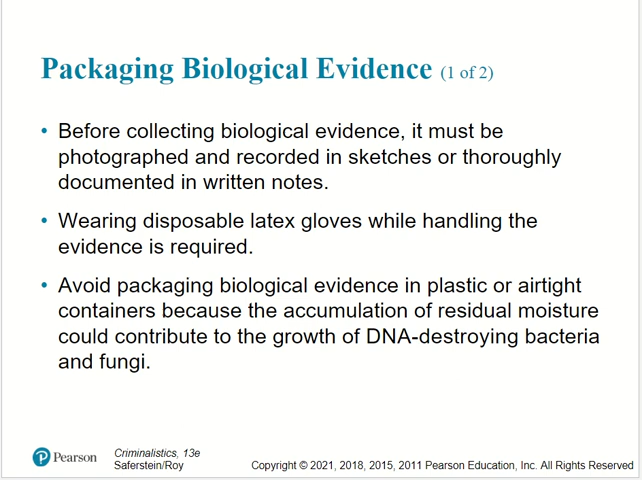 Packaging Biological Evidence (1 of 2)
• Before collecting biological evidence, it must be
photographed and recorded in sketches or thoroughly
documented in written notes.
• Wearing disposable latex gloves while handling the
evidence is required.
• Avoid packaging biological evidence in plastic or airtight
containers because the accumulation of residual moisture
could contribute to the growth of DNA-destroying bacteria
and fungi.
P Pearson
Criminalistics, 13e
Saferstein/Roy
Copyright © 2021, 2018, 2015, 2011 Pearson Education, Inc. All Rights Reserved